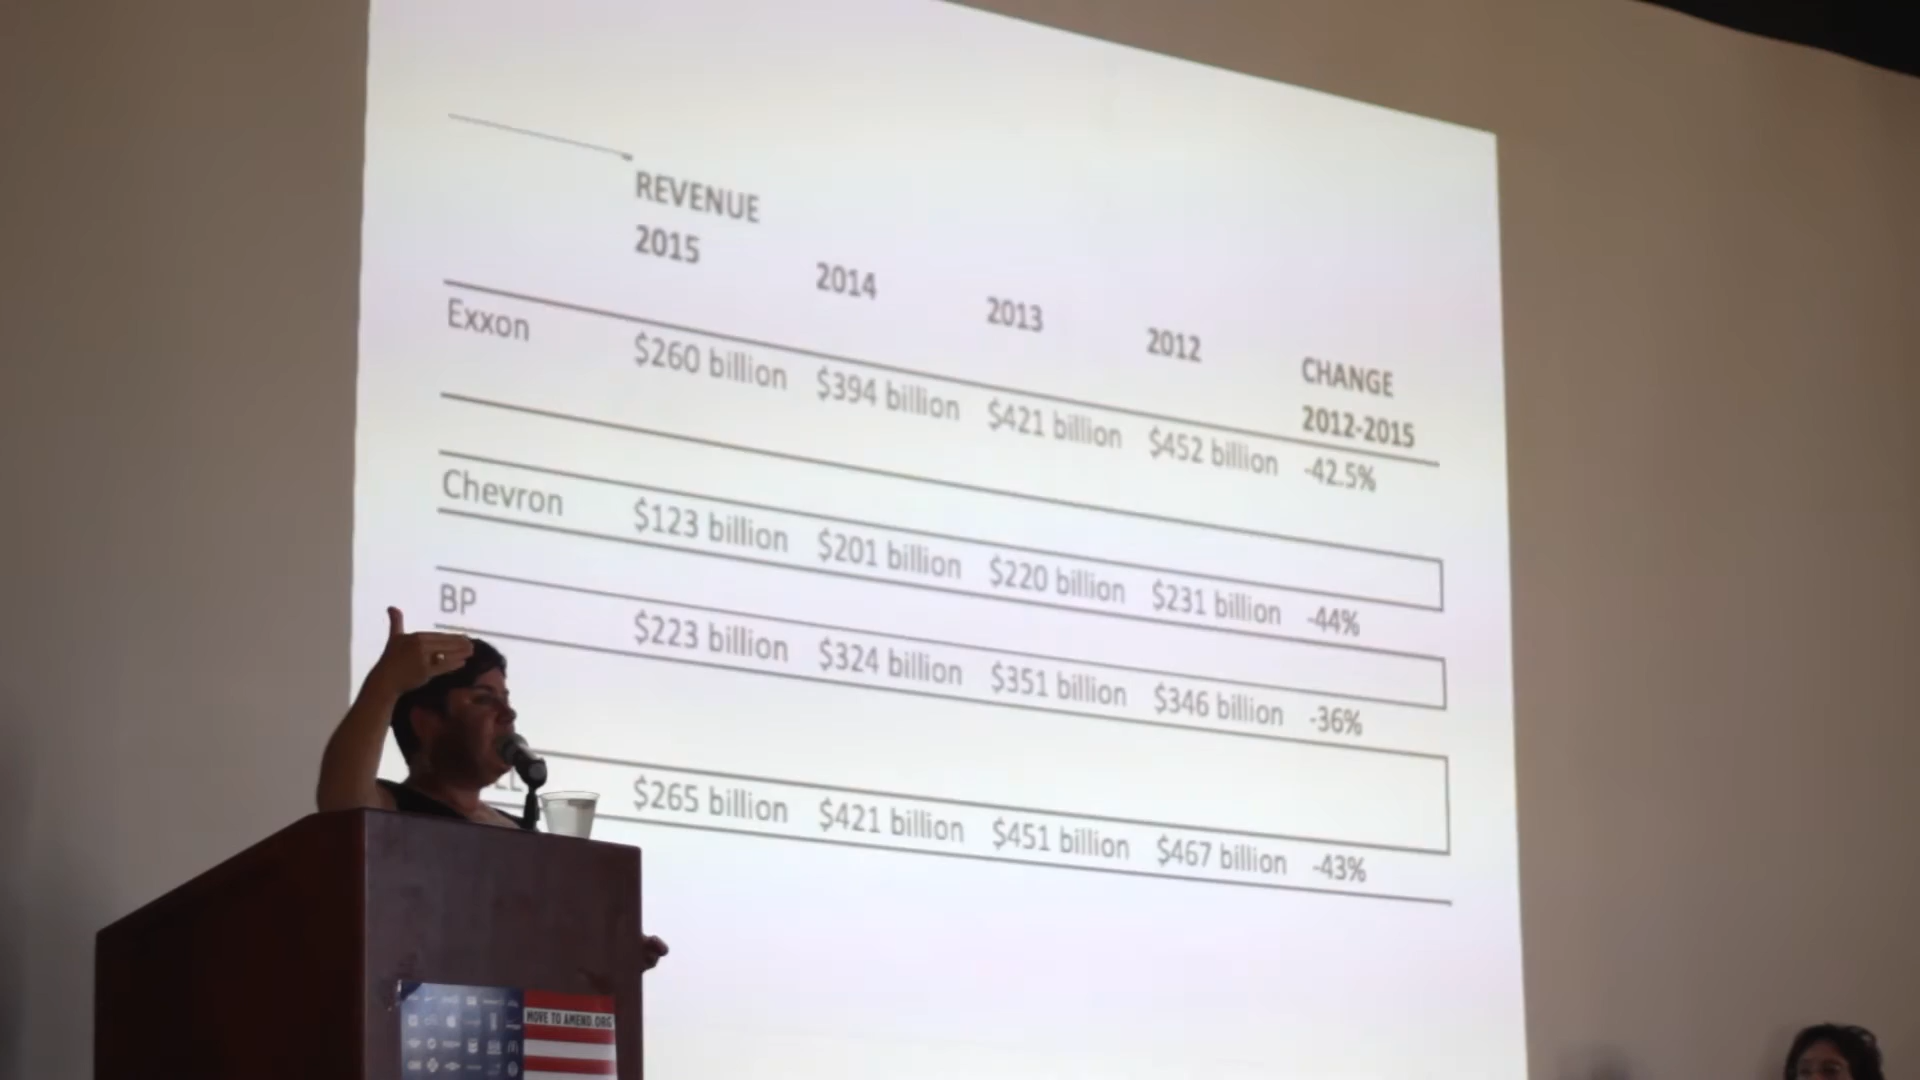 REVENUE
2015 2014 2013 2012 CHANGE
2012-2015
Exxon $260 billion $394 billion $421 billion $452 billion -42.5%
Chevron $123 billion $201 billion $220 billion $231 billion -44%
BP $223 billion $324 billion $351 billion $346 billion -36%
$265 billion $421 billion $451 billion $467 billion -43%
MOVE TO AMEND.ORG